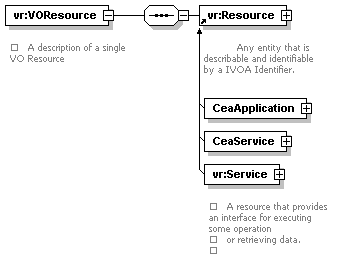 vr:VOResource
vr:Resource
A description of a single
VO Resource
Any entity that is
describable and identifiable
by a IVOA Identifier.
CeaApplication
CeaService
vr:Service
A resource that provides
an interface for executing
some operation
or retrieving data.